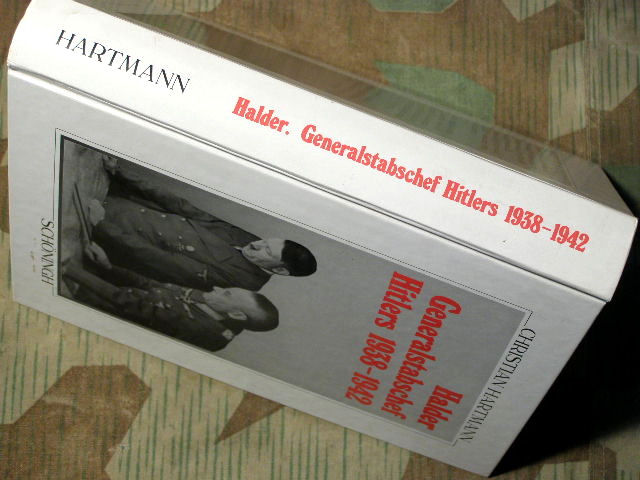 HARTMANN
Halder. Generalstabschef Hitlers 1938–1942
CHRISTIAN HARTMANN
Halder
Generalstabschef
Hitlers 1938–1942
SCHÖNINGH